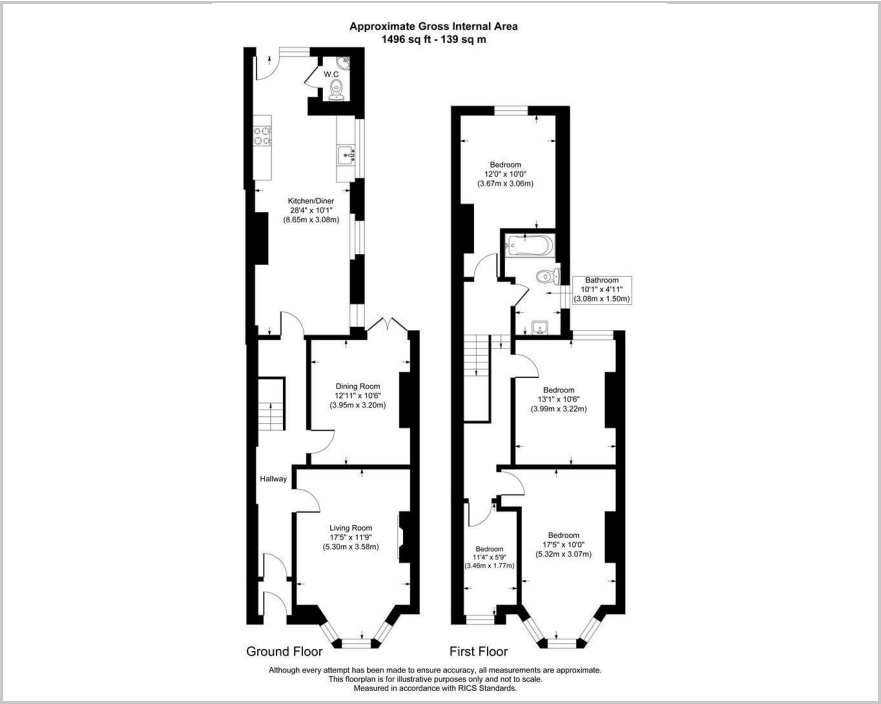 Approximate Gross Internal Area
1496 sq ft - 139 sq m
W.C
Kitchen/Diner
28'4" x 10'1"
(8.65m x 3.08m)
Dining Room
12'11" x 10'6"
(3.95m x 3.20m)
Hallway
Living Room
17'5" x 11'9"
(5.30m x 3.58m)
Ground Floor
Bedroom
12'0" x 10'0"
(3.67m x 3.06m)
Bathroom
10'1" x 4'11"
(3.08m x 1.50m)
Bedroom
13'1" x 10'6"
(3.99m x 3.22m)
Bedroom
17'5" x 10'0"
(5.32m x 3.07m)
Bedroom
11'4" x 5'9"
(3.46m x 1.77m)
First Floor
Although every attempt has been made to ensure accuracy, all measurements are approximate.
This floorplan is for illustrative purposes only and not to scale.
Measured in accordance with RICS Standards.